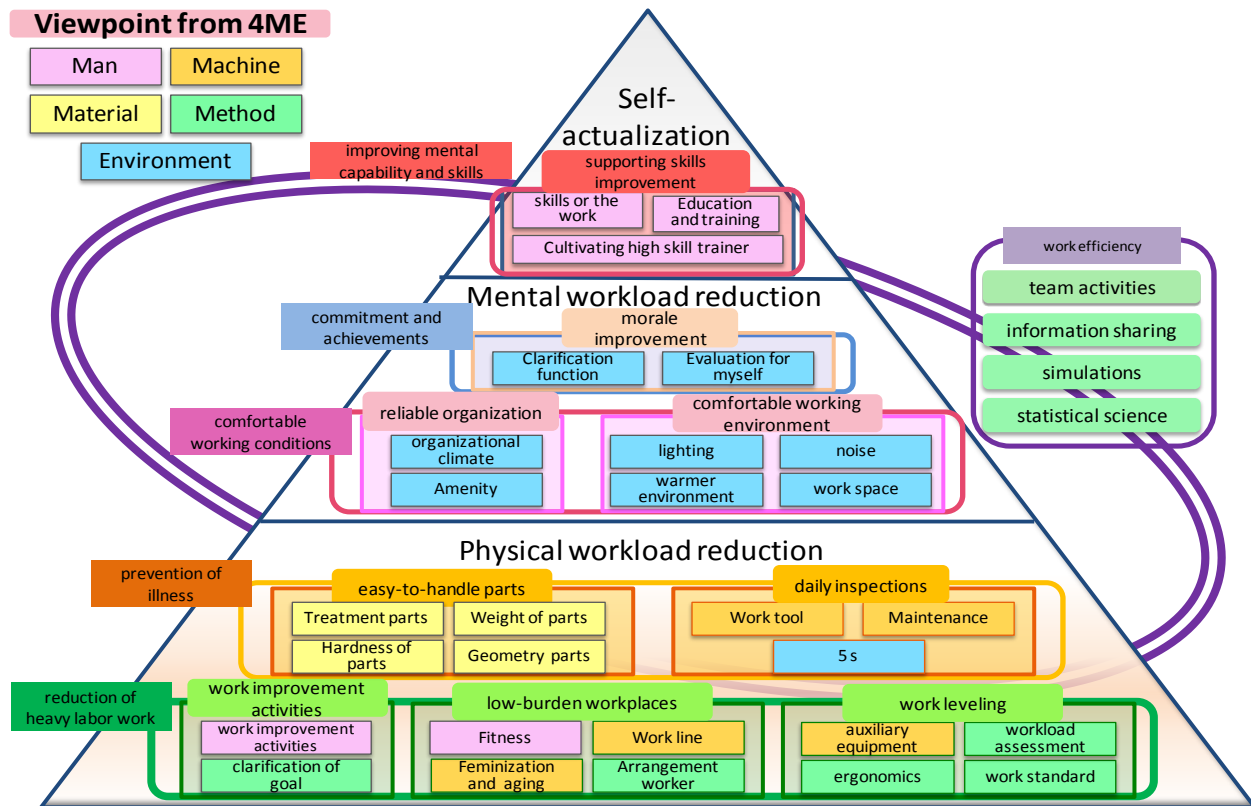 Viewpoint from 4ME
Man
Machine
Material
Method
Environment
Self-
actualization
improving mental
capability and skills
supporting skills
improvement
skills or the
work
Education
and training
Cultivating high skill trainer
work efficiency
team activities
information sharing
simulations
statistical science
Mental workload reduction
commitment and
achievements
morale
improvement
Clarification
function
Evaluation for
myself
comfortable
working conditions
reliable organization
organizational
climate
Amenity
comfortable working
environment
lighting
noise
warmer
environment
work space
Physical workload reduction
prevention of
illness
easy-to-handle parts
Treatment parts
Weight of parts
Hardness of
parts
Geometry parts
daily inspections
Work tool
Maintenance
5 s
reduction of
heavy labor work
work improvement
activities
work improvement
activities
clarification of
goal
low-burden workplaces
Fitness
Work line
Feminization
and aging
Arrangement
worker
work leveling
auxiliary
equipment
workload
assessment
ergonomics
work standard